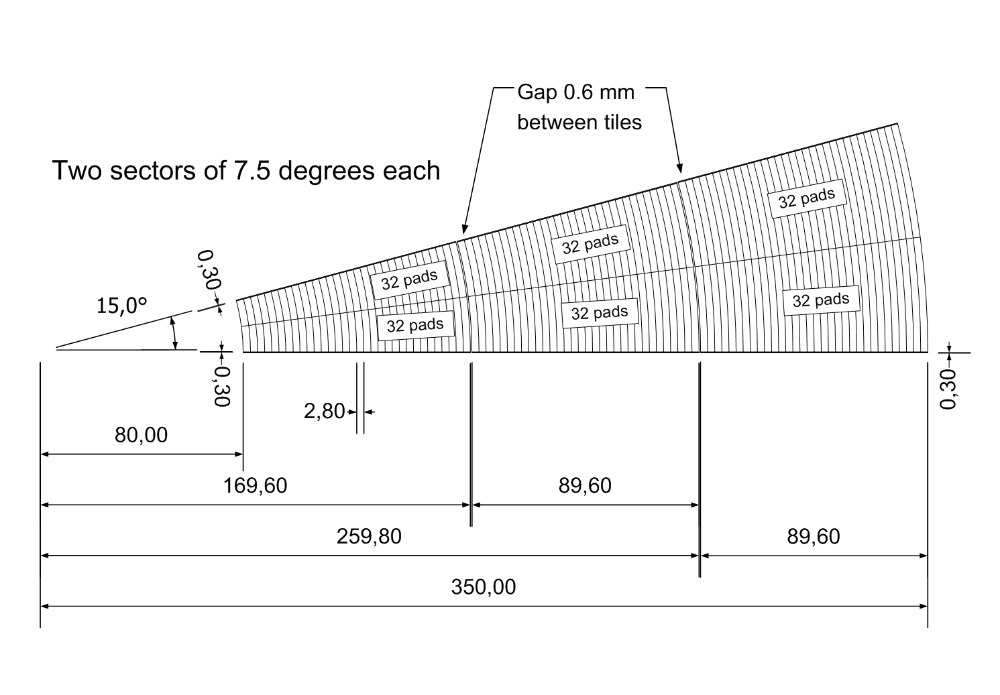 Gap 0.6 mm
between tiles
Two sectors of 7.5 degrees each
32 pads
32 pads
32 pads
32 pads
32 pads
32 pads
0,30
15,0°
0,30
0,30
2,80
80,00
169,60
89,60
259,80
89,60
350,00